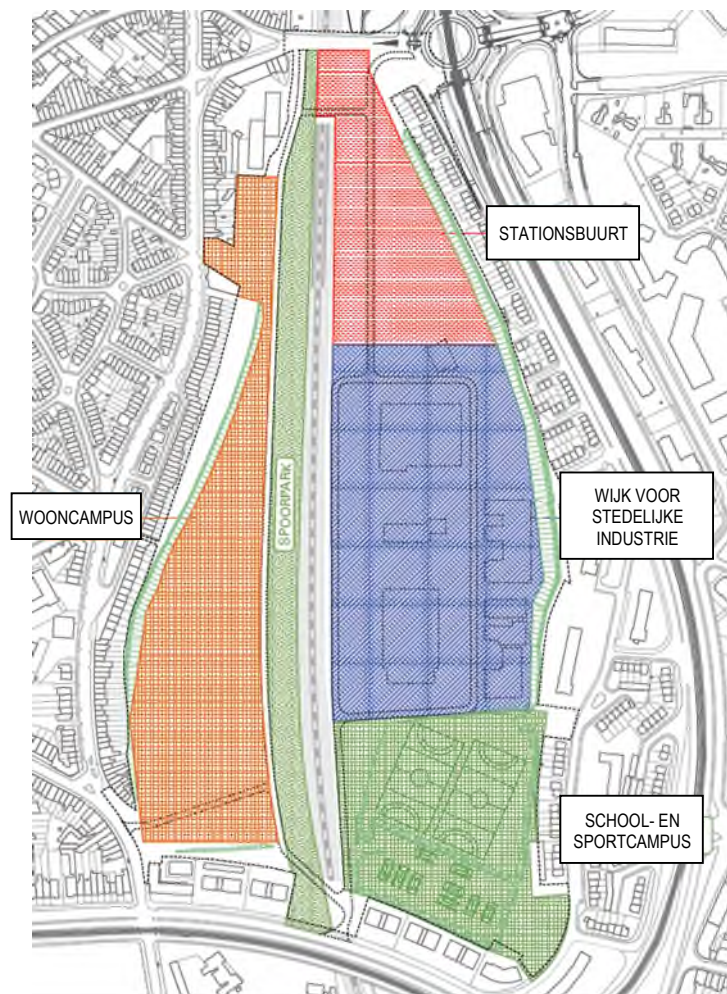 STATIONSBUURT
WOONCAMPUS
SPOORPARK
WIJK VOOR
STEDELIJKE
INDUSTRIE
SCHOOL- EN
SPORTCAMPUS